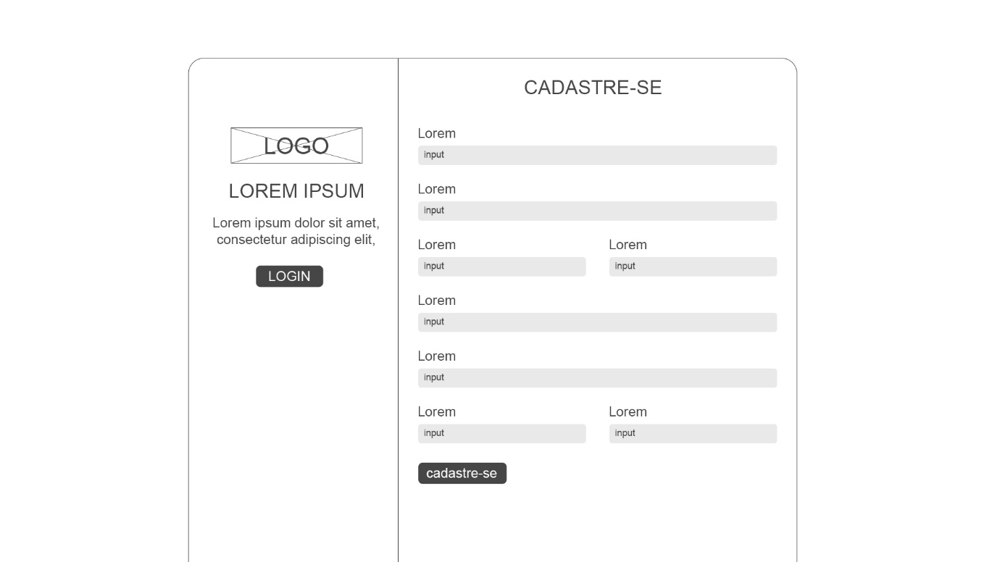 LOGO
LOREM IPSUM
Lorem ipsum dolor sit amet,
consectetur adipiscing elit,
LOGIN
CADASTRE-SE
Lorem
input
Lorem
input
Lorem
input
Lorem
input
Lorem
input
Lorem
input
Lorem
input
Lorem
input
cadastre-se